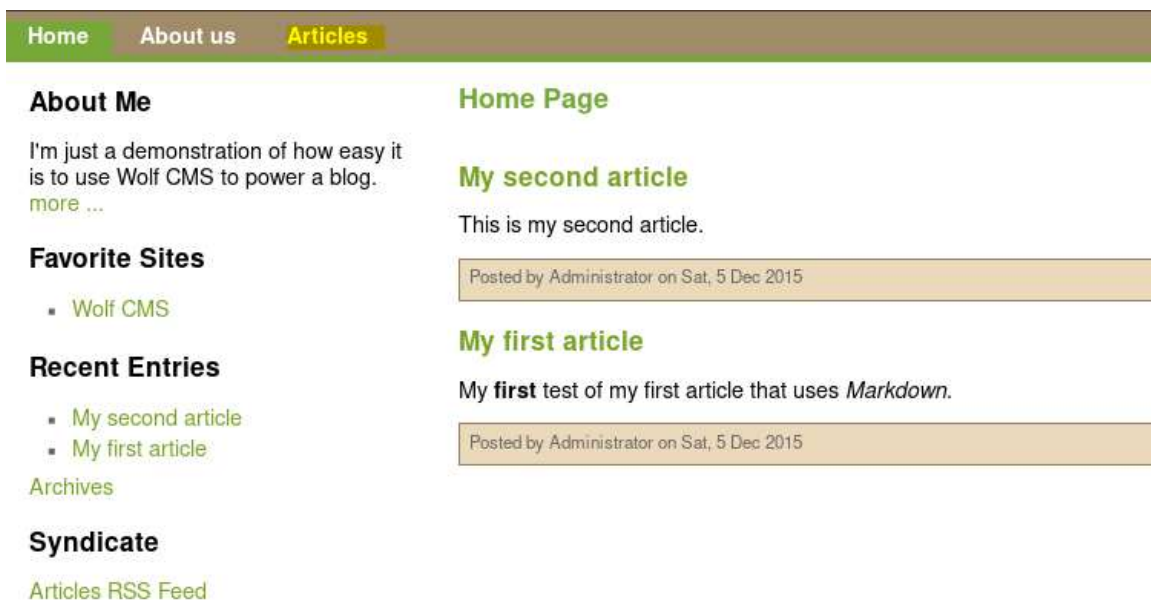 Home About us Articles
About Me
I'm just a demonstration of how easy it
is to use Wolf CMS to power a blog.
more ...
Favorite Sites
Wolf CMS
Recent Entries
My second article
My first article
Archives
Syndicate
Articles RSS Feed
Home Page
My second article
This is my second article.
Posted by Administrator on Sat, 5 Dec 2015
My first article
My first test of my first article that uses Markdown.
Posted by Administrator on Sat, 5 Dec 2015